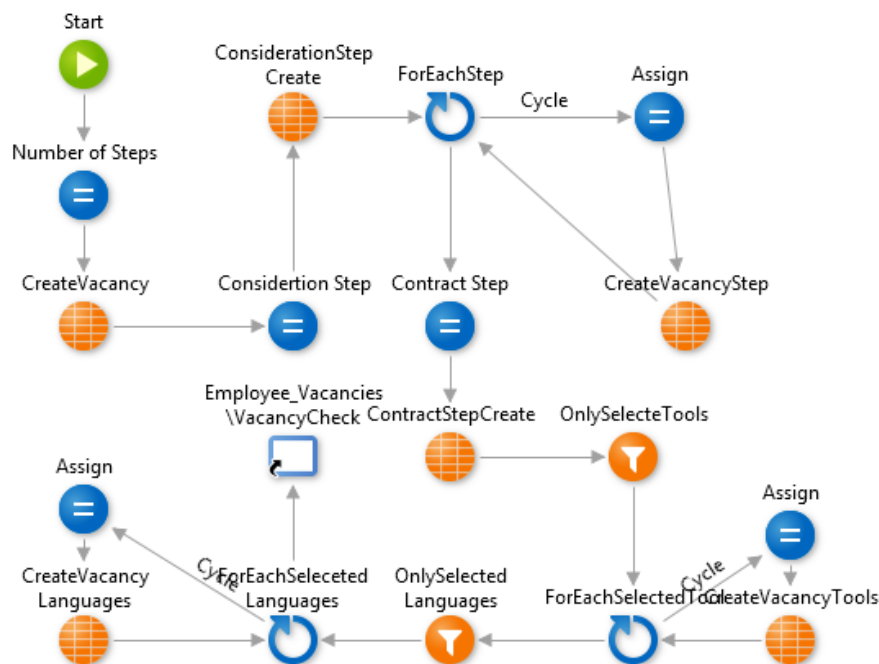 Start
ConsiderationStep
Create
ForEachStep
Assign
Cycle
Number of Steps
CreateVacancy
Considertion Step
Contract Step
CreateVacancyStep
Employee_Vacancies
\VacancyCheck
ContractStepCreate
OnlySelecteTools
Assign
Assign
Cycle
Cycle
CreateVacancy
Languages
ForEachSeleceted
Languages
OnlySelected
Languages
ForEachSelectedTool
CreateVacancyTools